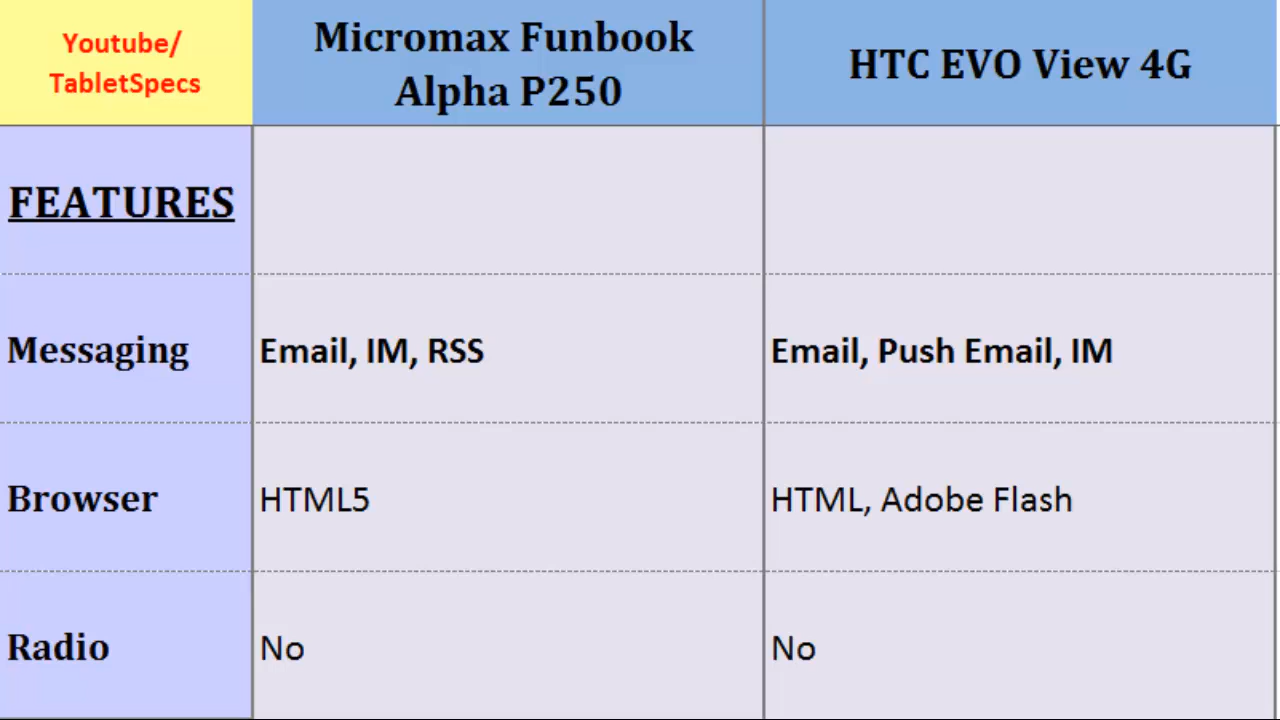 Youtube/
TabletSpecs
Micromax Funbook
Alpha P250
HTC EVO View 4G
FEATURES
Messaging
Email, IM, RSS
Email, Push Email, IM
Browser
HTML5
HTML, Adobe Flash
Radio
No
No